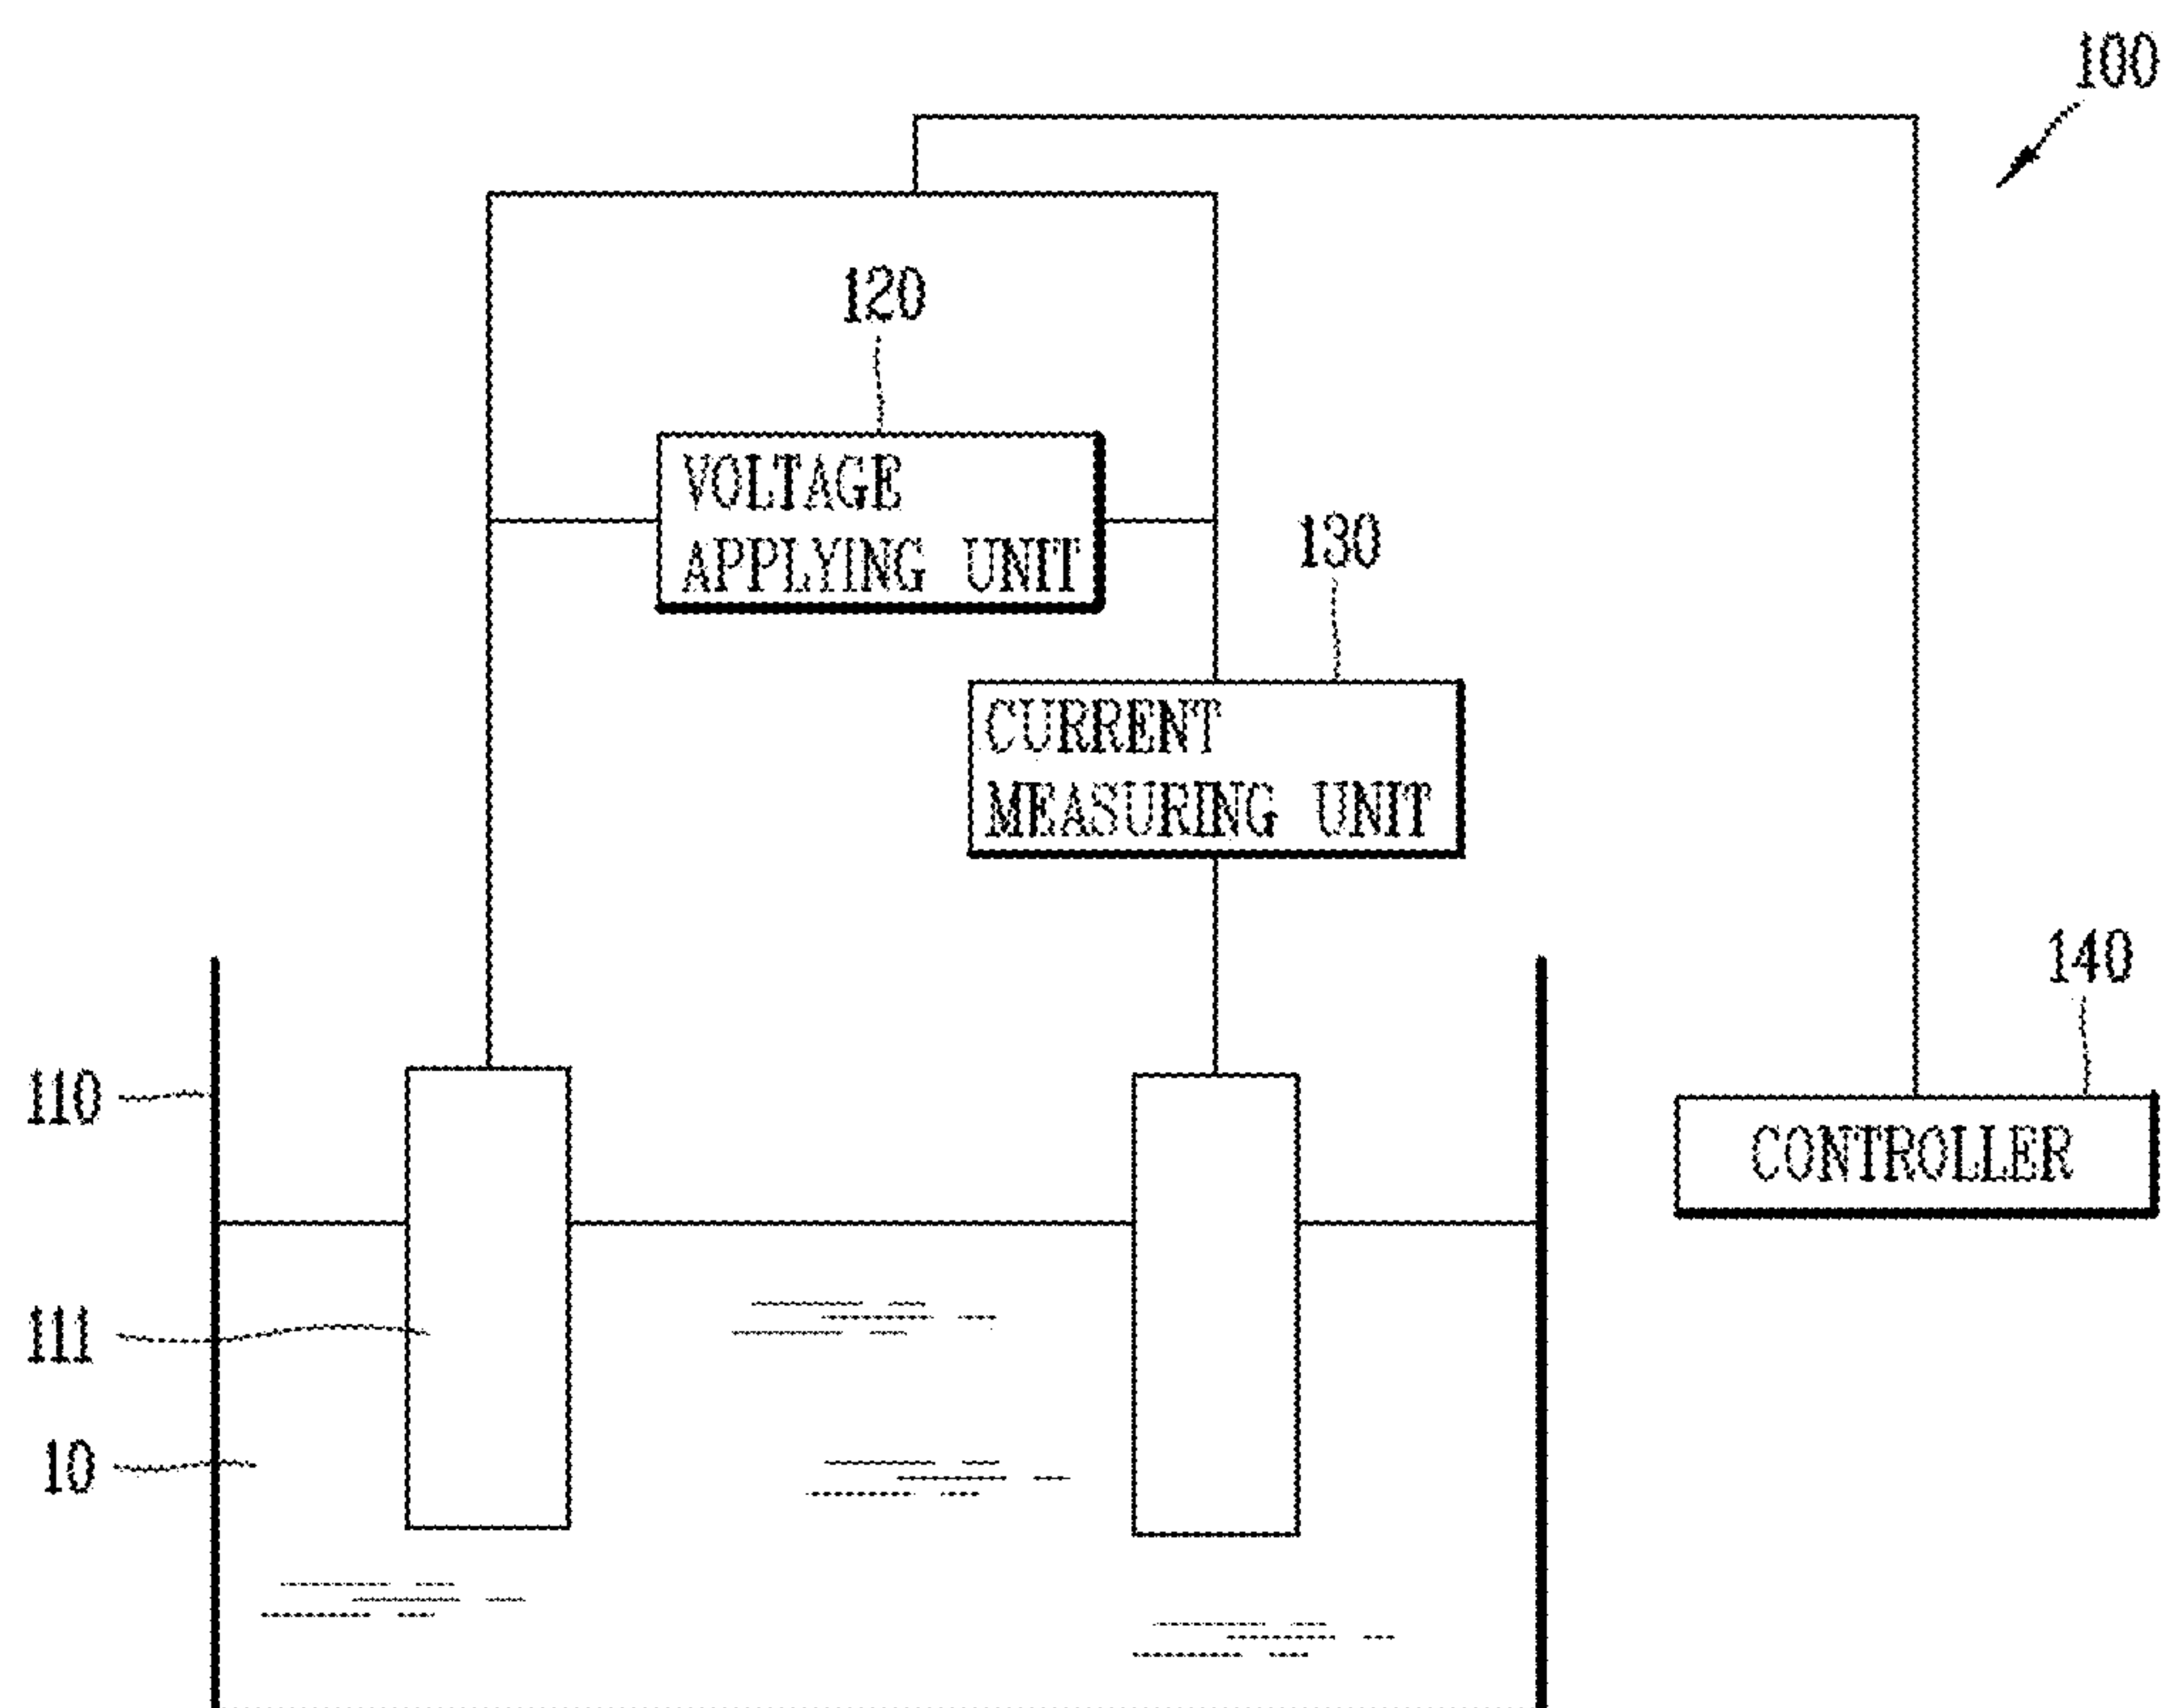 100
120
VOLTAGE
APPLYING UNIT
130
CURRENT
MEASURING UNIT
140
110
CONTROLLER
111
10